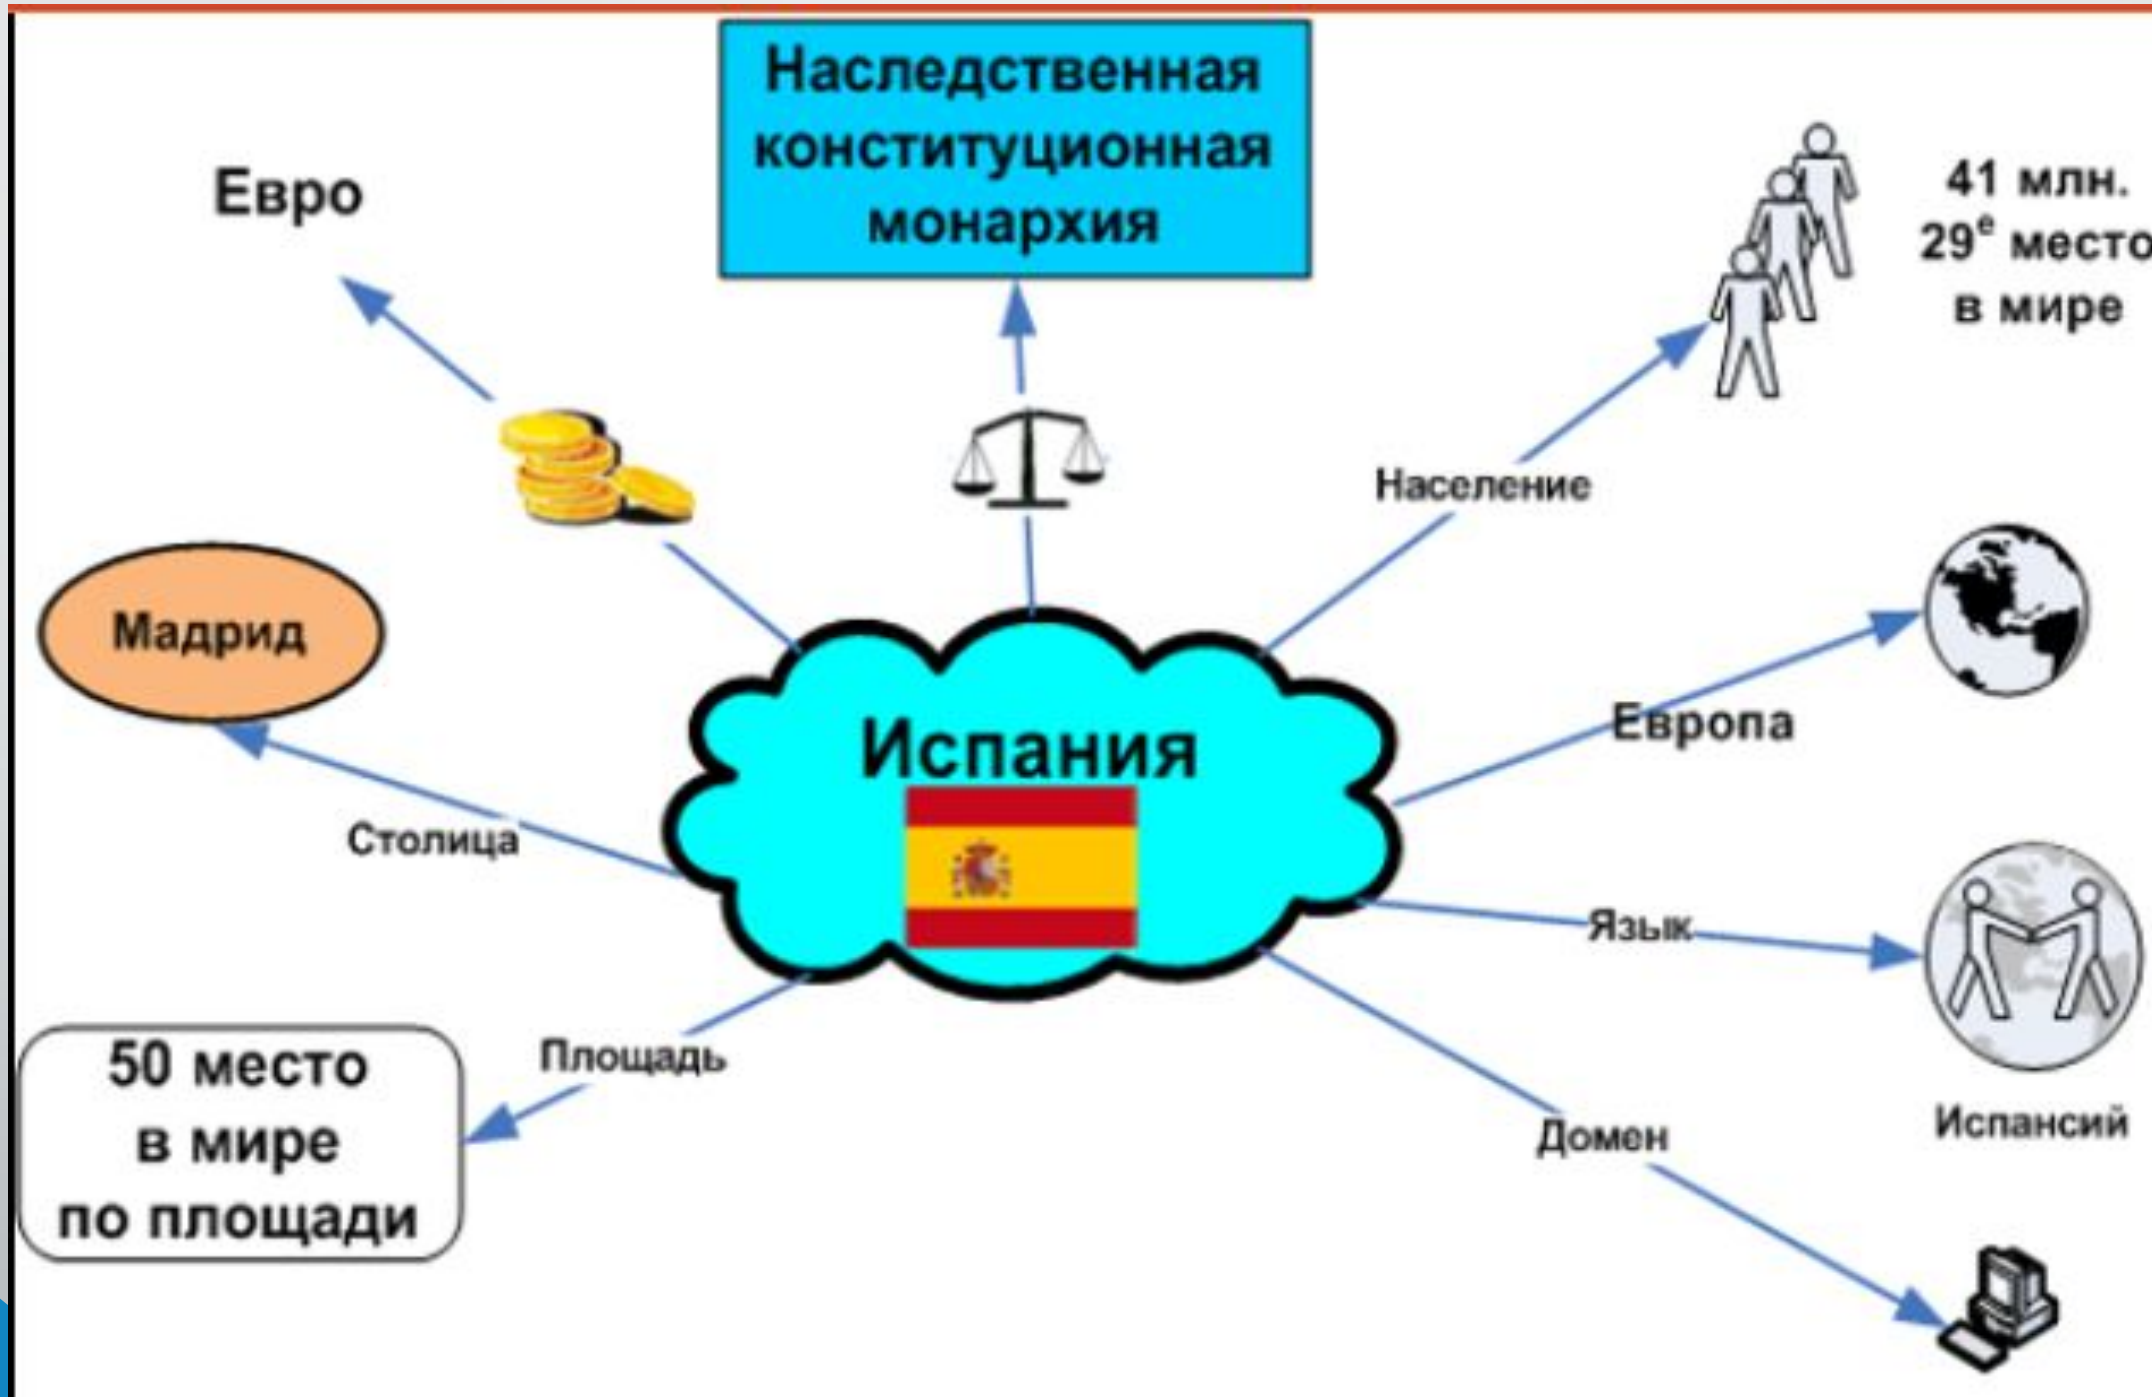 Наследственная
конституционная
монархия
Евро
41 млн.
29е место
в мире
Население
Мадрид
Европа
Испания
Столица
Язык
50 место
в мире
по площади
Площадь
Испансий
Домен